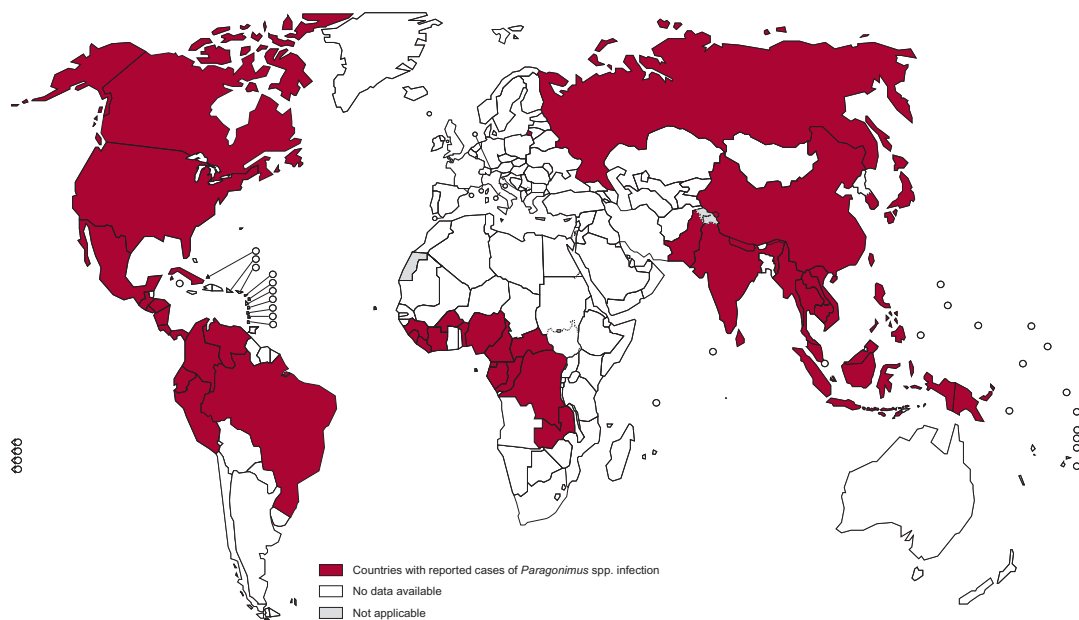 Countries with reported cases of Paragonimus spp. infection
No data available
Not applicable